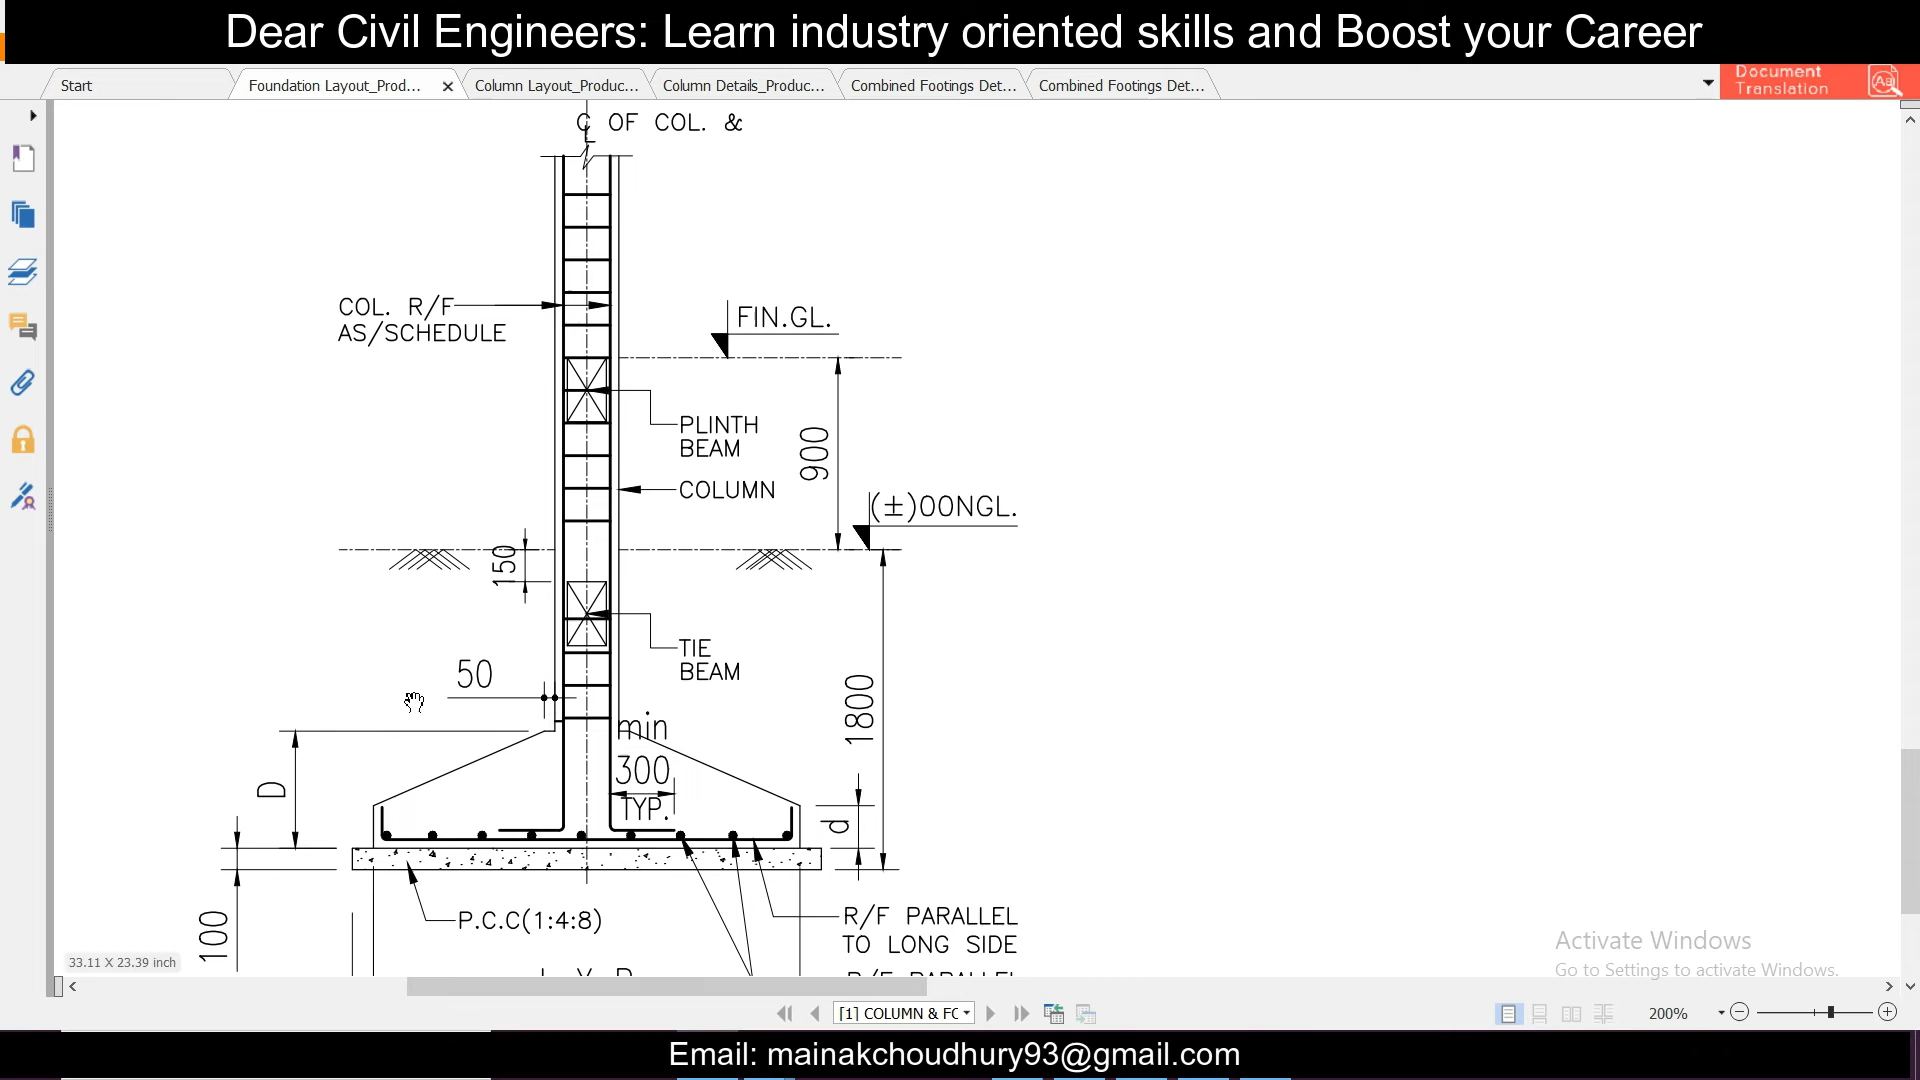 Dear Civil Engineers: Learn industry oriented skills and Boost your Career
Start
Foundation Layout_Prod...
Column Layout_Produc...
Column Details_Produc...
Combined Footings Det...
Combined Footings Det...
Document
Translation
℄ OF COL. &
COL. R/F
AS/SCHEDULE
FIN.GL.
PLINTH
BEAM
900
COLUMN
(±)00NGL.
150
TIE
BEAM
50
1800
min
300
TYP.
D
d
P.C.C(1:4:8)
100
R/F PARALLEL
TO LONG SIDE
R/F PARALLEL
33.11 X 23.39 inch
Activate Windows
Go to Settings to activate Windows.
[1] COLUMN & FC
200%
Email: mainakchoudhury93@gmail.com